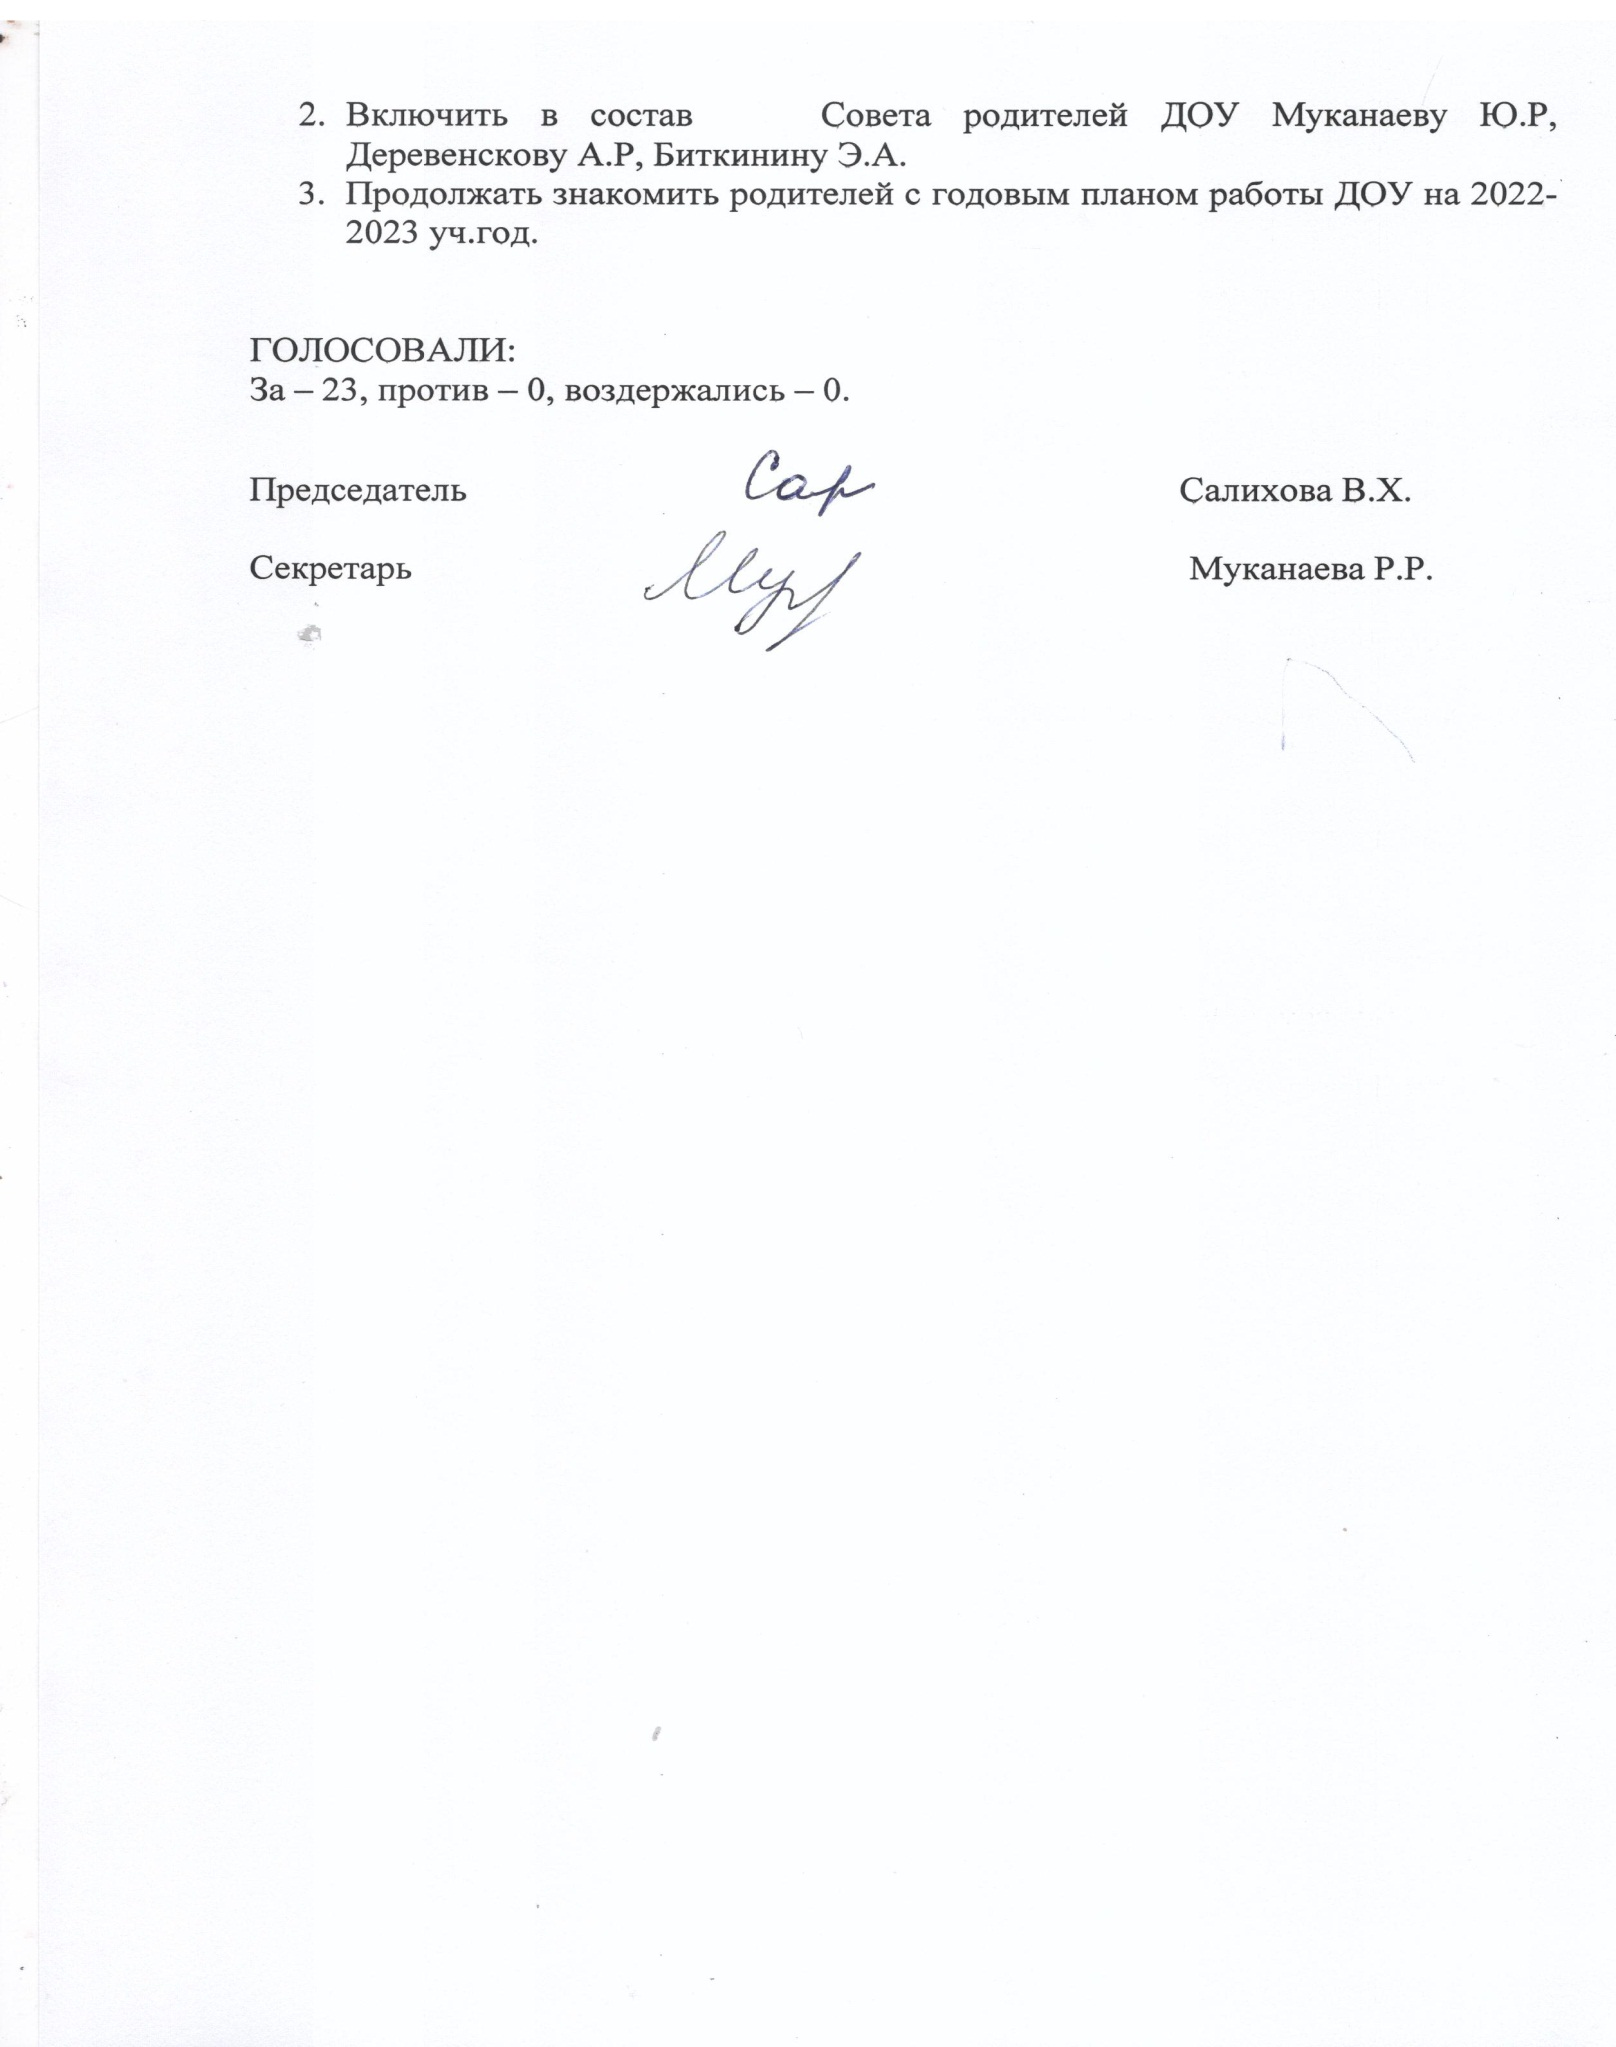 2. Включить в состав Совета родителей ДОУ Муканаеву Ю.Р,
Деревенскову А.Р, Биткинину Э.А.
3. Продолжать знакомить родителей с годовым планом работы ДОУ на 2022-
2023 уч.год.
ГОЛОСОВАЛИ:
За – 23, против – 0, воздержались – 0.
Председатель Сар Салихова В.Х.
Секретарь Муканаева Р.Р.